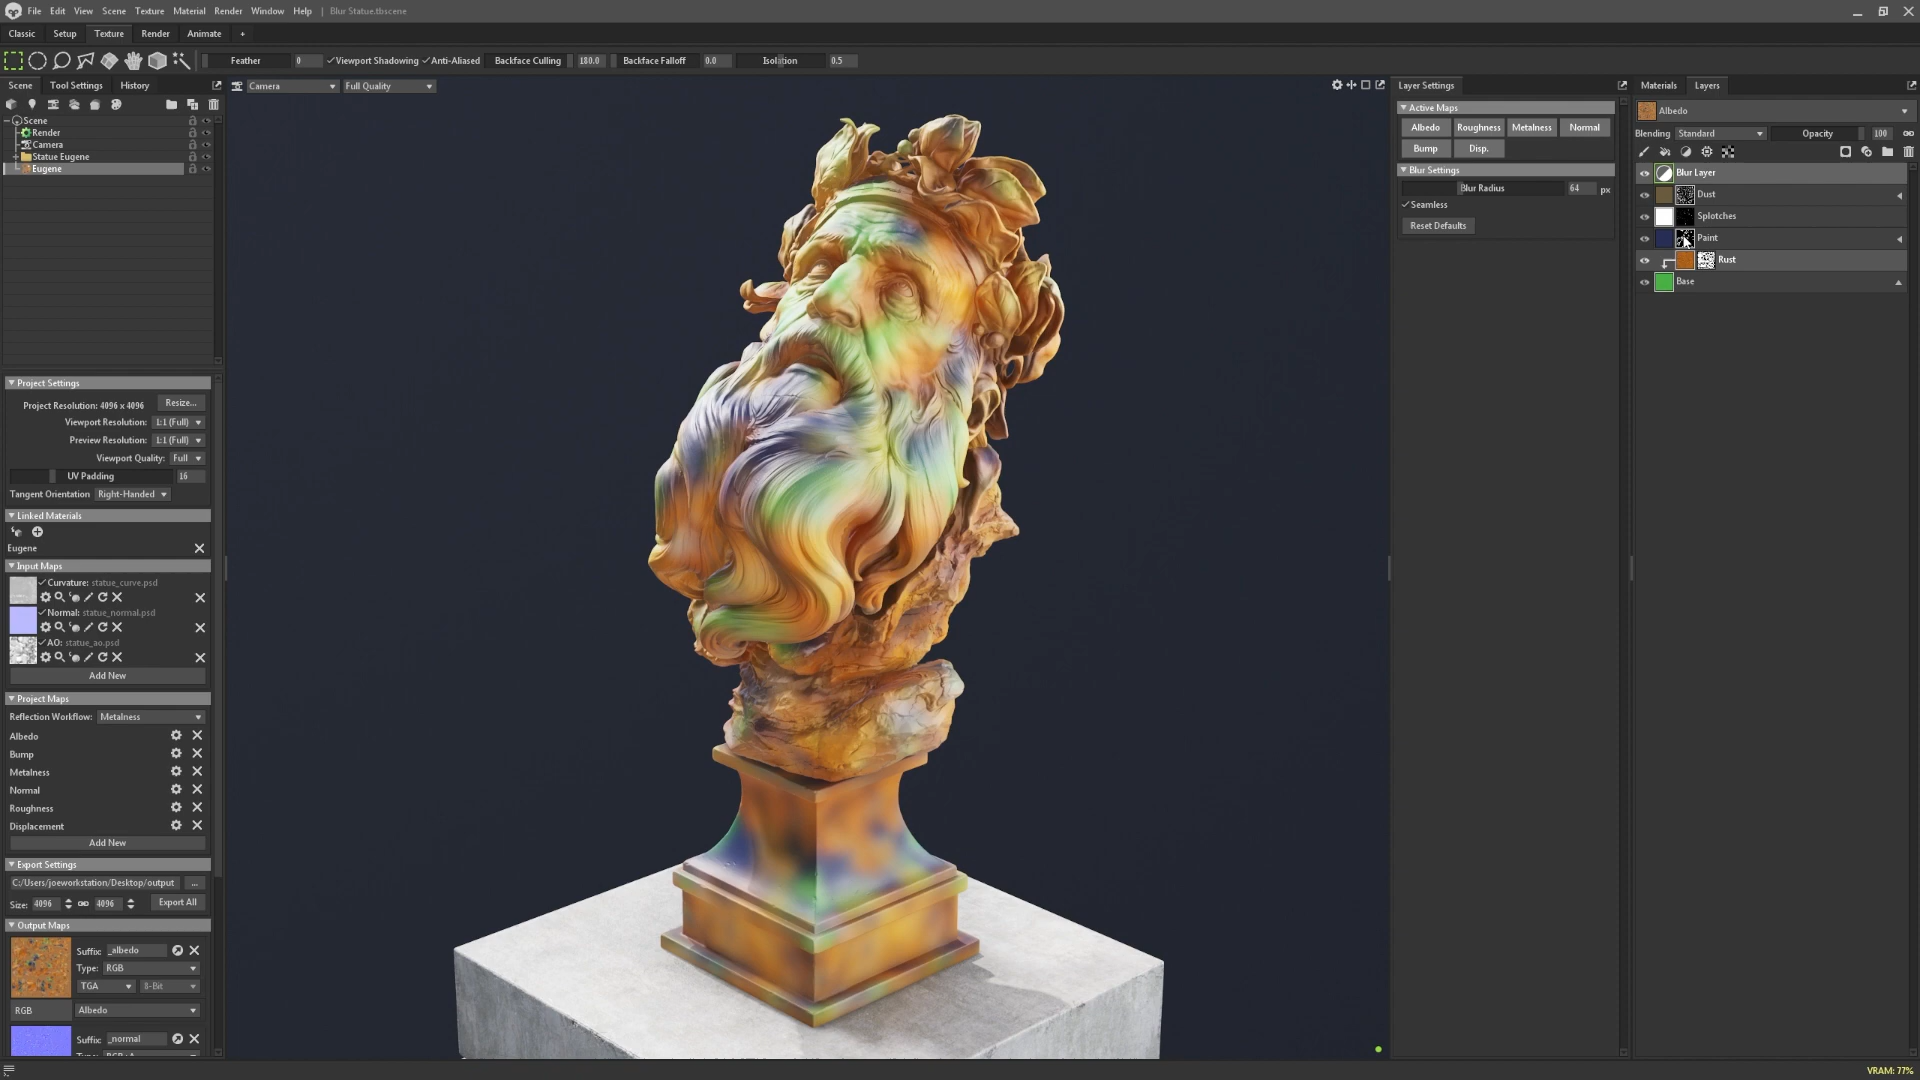 File Edit View Scene Texture Material Render Window Help Blur Statue.tbscene
Classic Setup Texture Render Animate +
Feather 0 Viewport Shadowing Anti-Aliased Backface Culling 180.0 Backface Falloff 0.0 Isolation 0.5
Scene Tool Settings History
Camera Full Quality
Scene
Render
Camera
Statue Eugene
Eugene
Project Settings
Project Resolution: 4096 x 4096 Resize...
Viewport Resolution: 1:1 (Full)
Preview Resolution: 1:1 (Full)
Viewport Quality: Full
UV Padding 16
Tangent Orientation Right-Handed
Linked Materials
Eugene
Input Maps
Curvature: statue_curve.psd
Normal: statue_normal.psd
AO: statue_ao.psd
Add New
Project Maps
Reflection Workflow: Metalness
Albedo
Bump
Metalness
Normal
Roughness
Displacement
Add New
Export Settings
C:/Users/joeworkstation/Desktop/output ...
Size: 4096 4096 Export All
Output Maps
Suffix: _albedo
Type: RGB
TGA 8-Bit
RGB Albedo
Suffix: _normal
Layer Settings
Active Maps
Albedo Roughness Metalness Normal
Bump Disp.
Blur Settings
Blur Radius 64 px
Seamless
Reset Defaults
Materials Layers
Albedo
Blending Standard Opacity 100
Blur Layer
Dust
Splotches
Paint
Rust
Base
VRAM: 77%